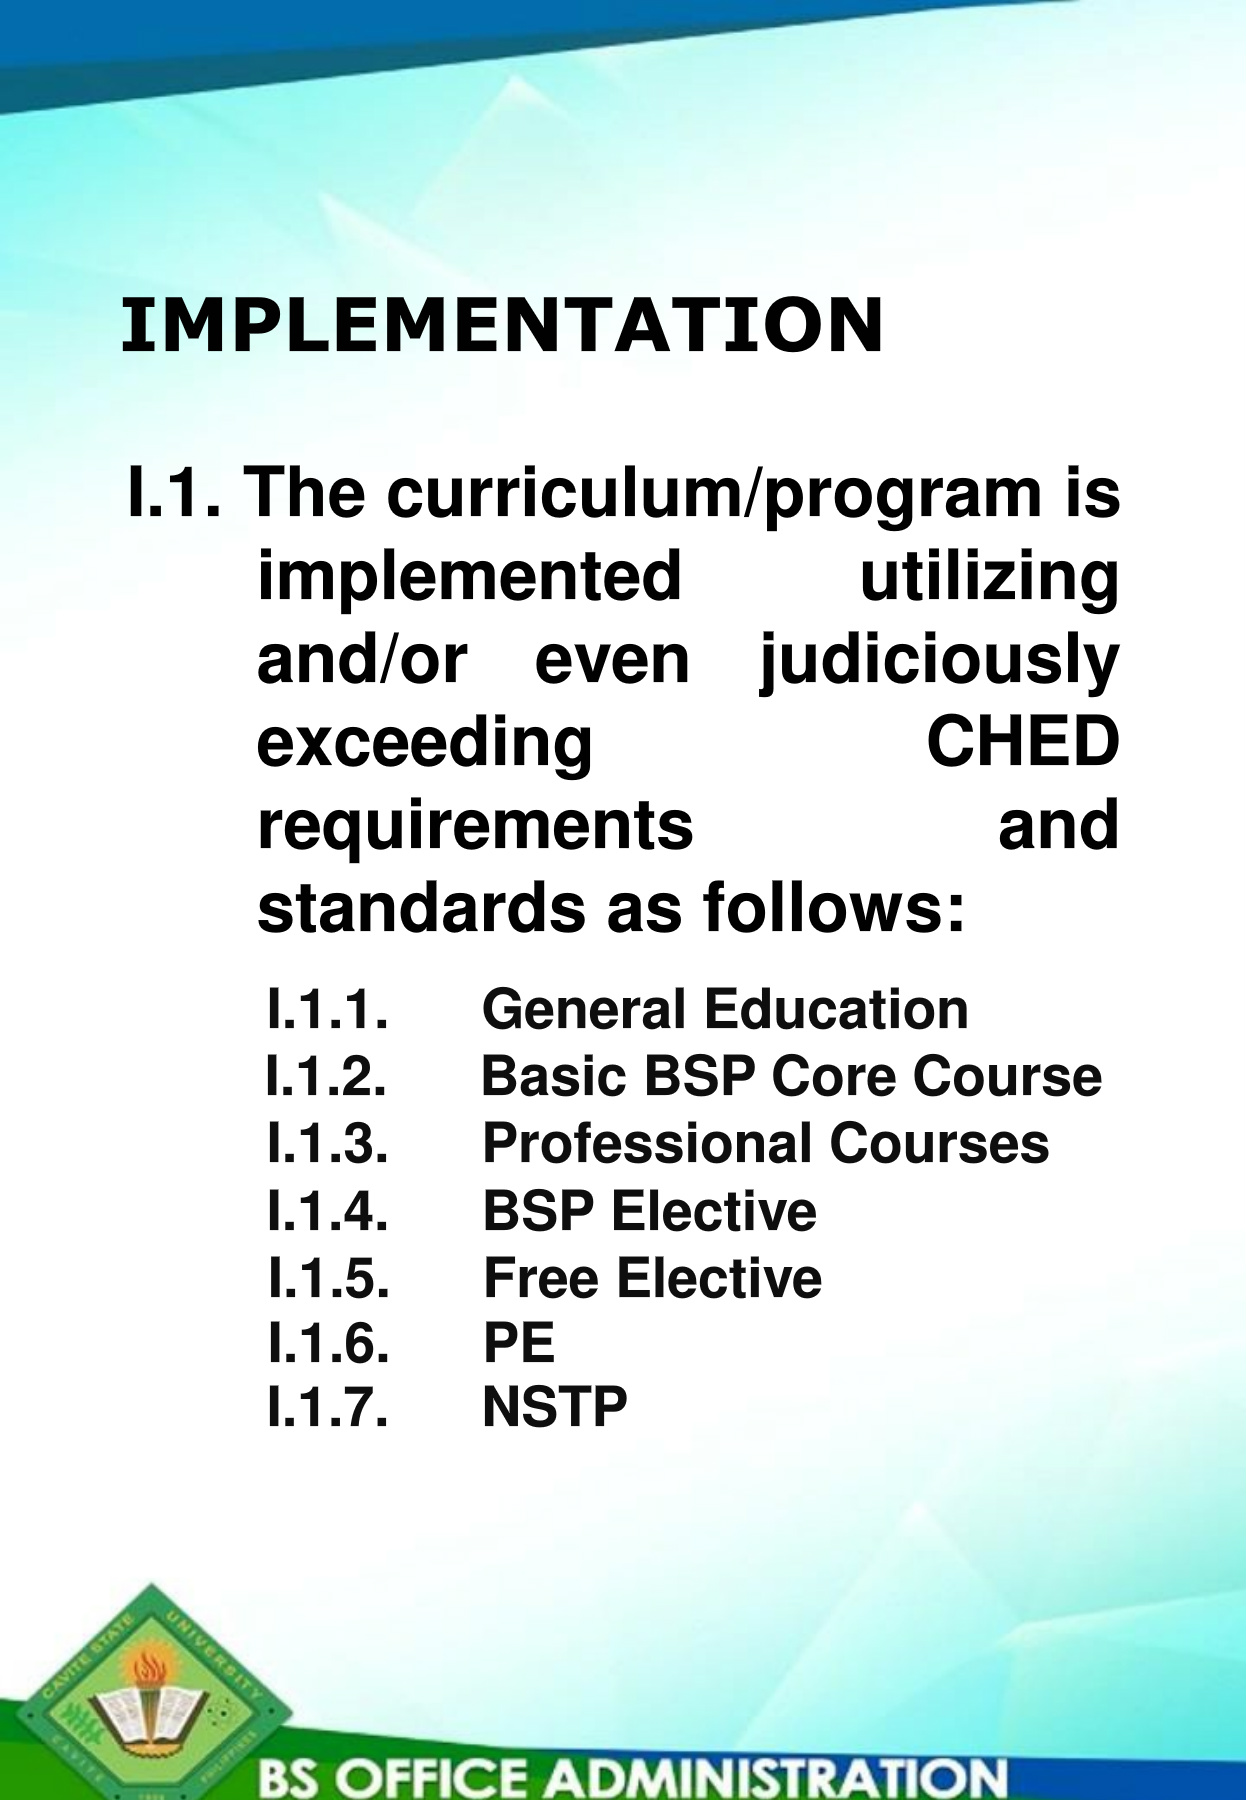 IMPLEMENTATION
I.1. The curriculum/program is
implemented utilizing
and/or even judiciously
exceeding CHED
requirements and
standards as follows:
I.1.1. General Education
I.1.2. Basic BSP Core Course
I.1.3. Professional Courses
I.1.4. BSP Elective
I.1.5. Free Elective
I.1.6. PE
I.1.7. NSTP
CAVITE STATE UNIVERSITY
CAVITE PHILIPPINES
BS OFFICE ADMINISTRATION